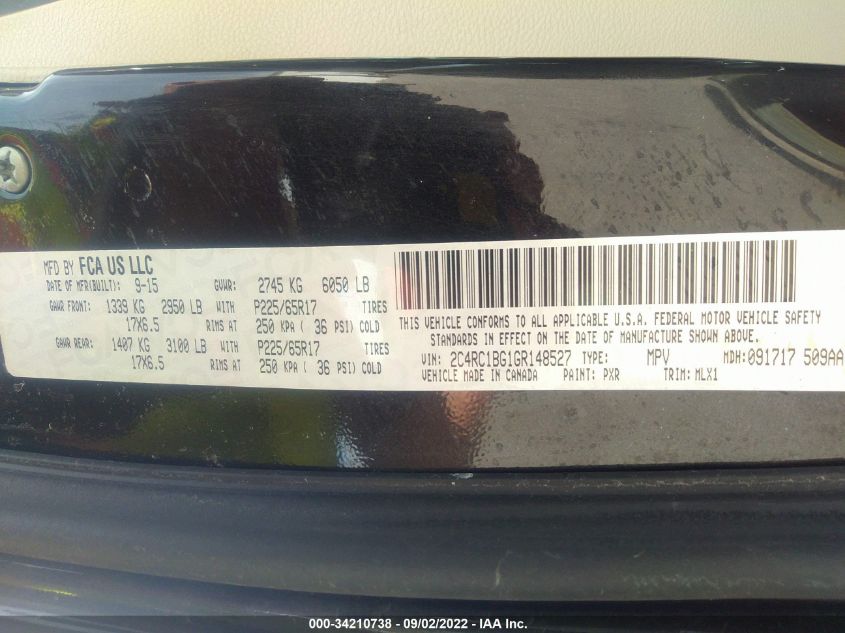 MFD BY FCA US LLC
DATE OF MFR(BUILT): 9-15 GVWR: 2745 KG 6050 LB
GAWR FRONT: 1339 KG 2950 LB WITH P225/65R17 TIRES
17X6.5 RIMS AT 250 KPA ( 36 PSI) COLD
GAWR REAR: 1407 KG 3100 LB WITH P225/65R17 TIRES
17X6.5 RIMS AT 250 KPA ( 36 PSI) COLD
THIS VEHICLE CONFORMS TO ALL APPLICABLE U.S.A. FEDERAL MOTOR VEHICLE SAFETY
STANDARDS IN EFFECT ON THE DATE OF MANUFACTURE SHOWN ABOVE.
VIN: 2C4RC1BG1GR148527 TYPE: MPV MDH: 091717 509AA
VEHICLE MADE IN CANADA PAINT: PXR TRIM: MLX1
000-34210738 - 09/02/2022 - IAA Inc.